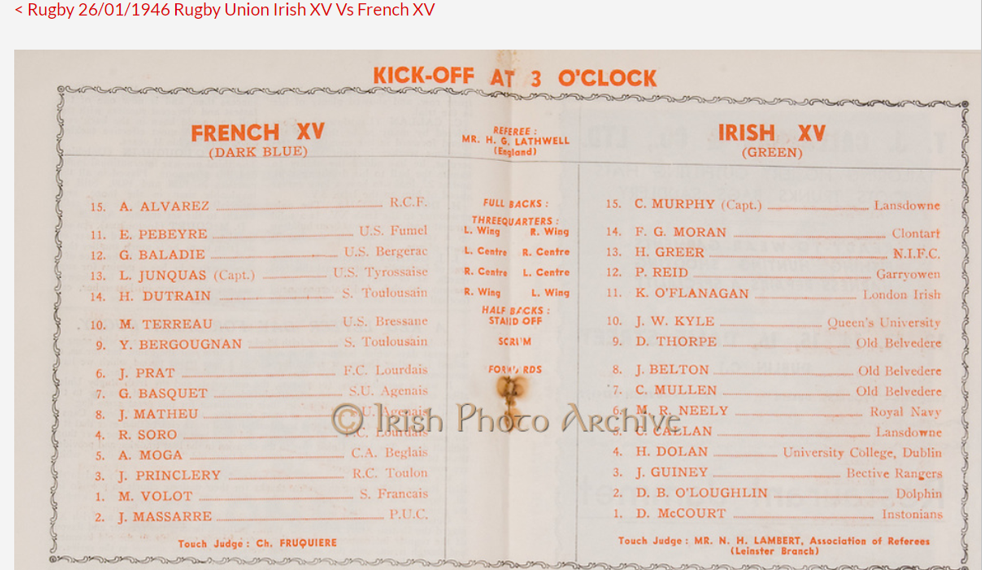 < Rugby 26/01/1946 Rugby Union Irish XV Vs French XV
KICK-OFF AT 3 O'CLOCK
FRENCH XV
(DARK BLUE)
15. A. ALVAREZ R.C.F.
11. E. PEBEYRE U.S. Fumel
12. G. BALADIE U.S. Bergerac
13. L. JUNQUAS (Capt.) U.S. Tyrossaise
14. H. DUTRAIN S. Toulousain
10. M. TERREAU U.S. Bressane
9. Y. BERGOUGNAN S. Toulousain
6. J. PRAT F.C. Lourdais
7. G. BASQUET S.U. Agenais
8. J. MATHEU Agenais
4. R. SORO Lourdais
5. A. MOGA C.A. Beglais
3. J. PRINCLERY R.C. Toulon
1. M. VOLOT S. Francais
2. J. MASSARRE P.U.C.
Touch Judge : Ch. FRUQUIERE
REFEREE :
MR. H. G. LATHWELL
(England)
FULL BACKS :
THREEQUARTERS :
L. Wing R. Wing
L. Centre R. Centre
R. Centre L. Centre
R. Wing L. Wing
HALF BACKS :
STAND OFF
SCRUM
FORWARDS
IRISH XV
(GREEN)
15. C. MURPHY (Capt.) Lansdowne
14. F. G. MORAN Clontarf
13. H. GREER N.I.F.C.
12. P. REID Garryowen
11. K. O'FLANAGAN London Irish
10. J. W. KYLE Queen's University
9. D. THORPE Old Belvedere
8. J. BELTON Old Belvedere
7. C. MULLEN Old Belvedere
6. M. R. NEELY Royal Navy
5. C. CALLAN Lansdowne
4. H. DOLAN University College, Dublin
3. J. GUINEY Bective Rangers
2. D. B. O'LOUGHLIN Dolphin
1. D. McCOURT Instonians
Touch Judge : MR. N. H. LAMBERT, Association of Referees
(Leinster Branch)
© Irish Photo Archive